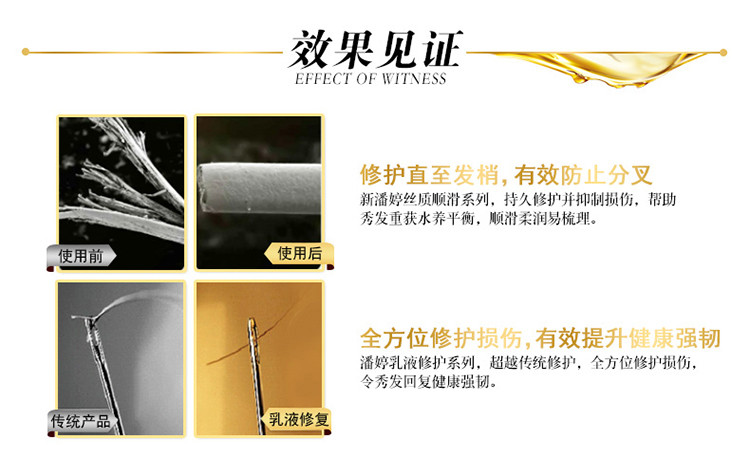 效果见证
EFFECT OF WITNESS
修护直至发梢，有效防止分叉
新潘婷丝质顺滑系列，持久修护并抑制损伤，帮助
秀发重获水养平衡，顺滑柔润易梳理。
使用前
使用后
全方位修护损伤，有效提升健康强韧
潘婷乳液修护系列，超越传统修护，全方位修护损伤，
令秀发回复健康强韧。
传统产品
乳液修复